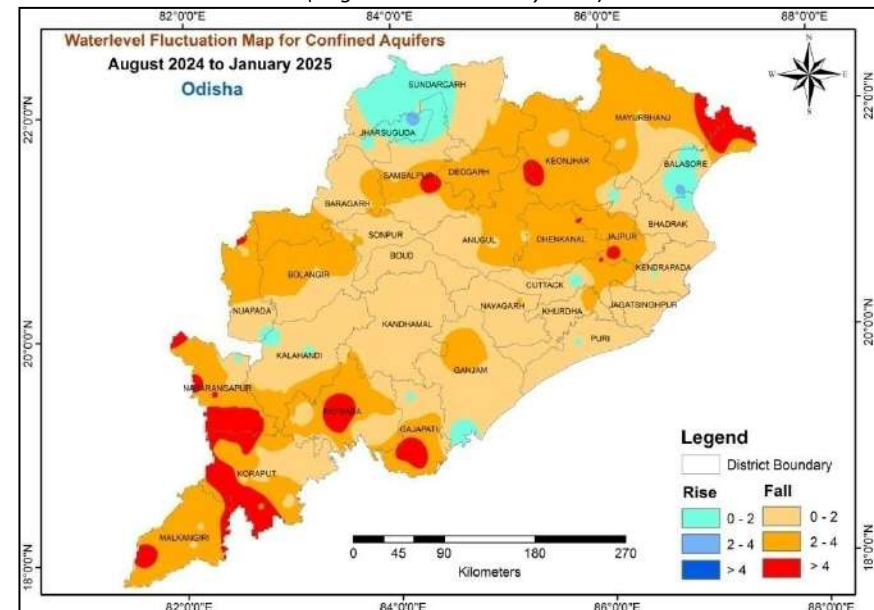 82°0'0"E 84°0'0"E 86°0'0"E 88°0'0"E
Waterlevel Fluctuation Map for Confined Aquifers
August 2024 to January 2025
Odisha
N
W E
S
22°0'0"N 22°0'0"N
SUNDARGARH
JHARSUGUDA
MAYURBHANJ
KEONJHAR
BALASORE
SAMBALPUR
DEOGARH
BARAGARH
BHADRAK
SONPUR
ANUGUL
DHENKANAL
JAJPUR
BOUD
KENDRAPADA
BOLANGIR
CUTTACK
NUAPADA
NAYAGARH
KHURDHA
JAGATSINGHPUR
20°0'0"N 20°0'0"N
KANDHAMAL
PURI
KALAHANDI
GANJAM
NABARANGAPUR
GAJAPATI
KORAPUT
MALKANGIRI
Legend
District Boundary
Rise Fall
0 - 2 0 - 2
2 - 4 2 - 4
> 4 > 4
0 45 90 180 270
Kilometers
18°0'0"N 18°0'0"N
82°0'0"E 84°0'0"E 86°0'0"E 88°0'0"E